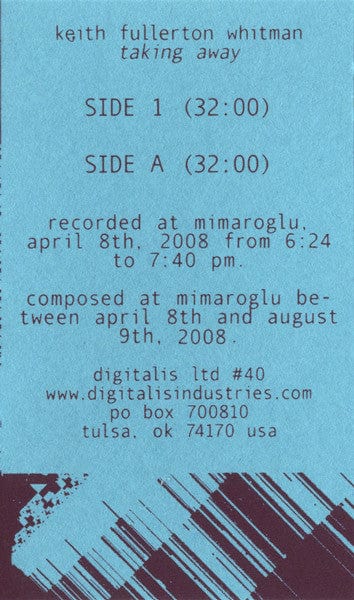 keith fullerton whitman
taking away
SIDE 1 (32:00)
SIDE A (32:00)
recorded at mimaroglu,
april 8th, 2008 from 6:24
to 7:40 pm.
composed at mimaroglu be-
tween april 8th and august
9th, 2008.
digitalis ltd #40
www.digitalisindustries.com
po box 700810
tulsa, ok 74170 usa